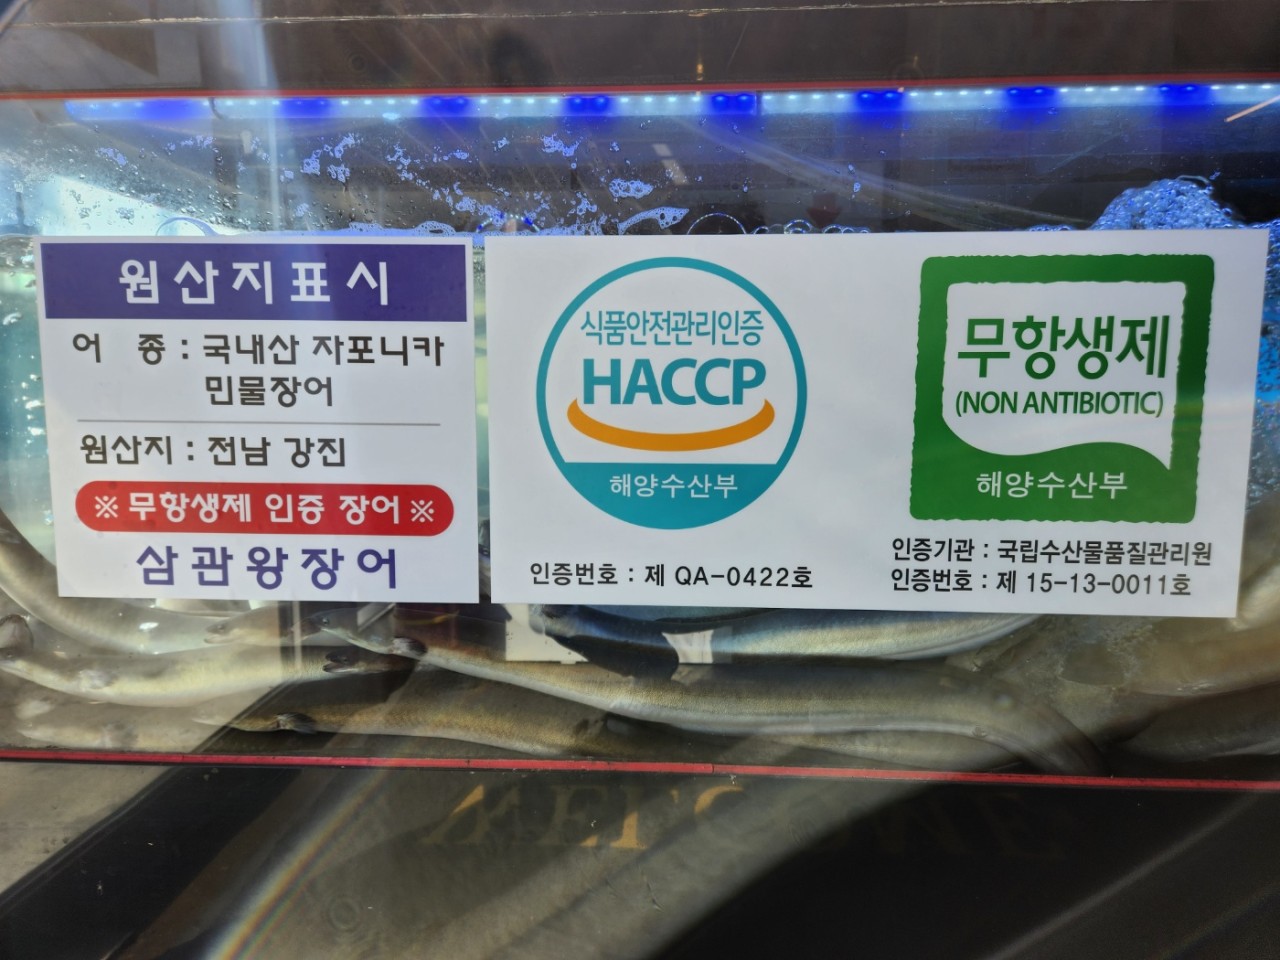 원산지표시
어 종 : 국내산 자포니카
민물장어
원산지 : 전남 강진
※ 무항생제 인증 장어 ※
삼관왕장어
식품안전관리인증
HACCP
해양수산부
인증번호 : 제 QA-0422호
무항생제
(NON ANTIBIOTIC)
해양수산부
인증기관 : 국립수산물품질관리원
인증번호 : 제 15-13-0011호